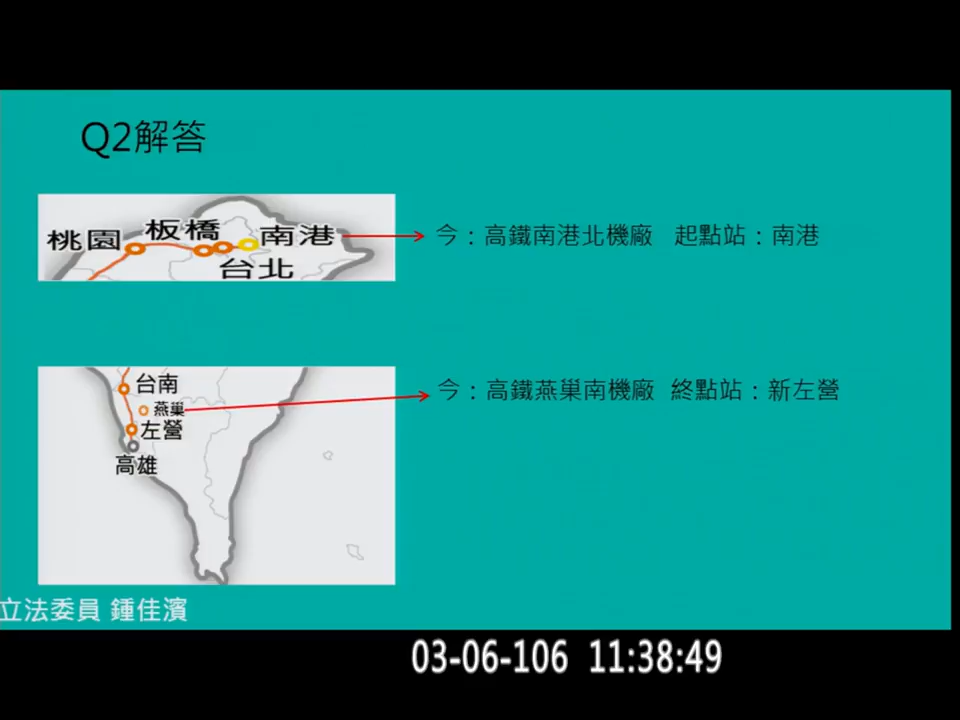 Q2解答
桃園 板橋 南港
台北
今：高鐵南港北機廠 起點站：南港
台南
燕巢
左營
高雄
今：高鐵燕巢南機廠 終點站：新左營
立法委員 鍾佳濱
03-06-106 11:38:49